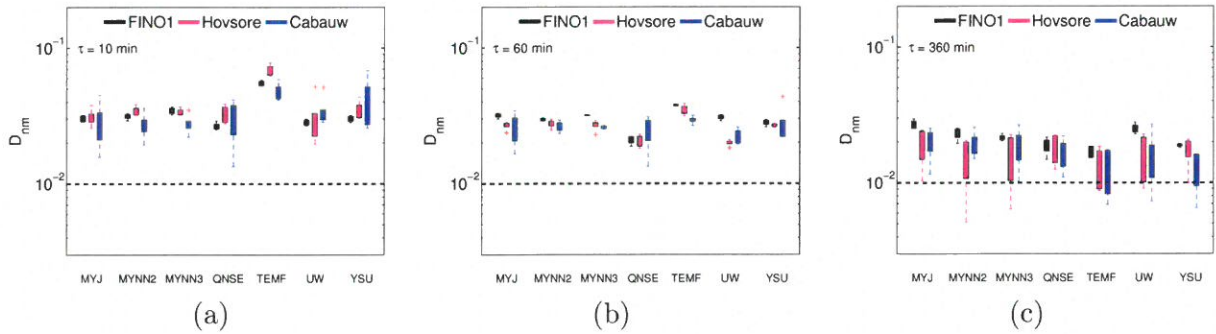 FINO1 Hovsore Cabauw
τ = 10 min
10⁻¹
10⁻²
D_nm
MYJ MYNN2 MYNN3 QNSE TEMF UW YSU
(a)
FINO1 Hovsore Cabauw
τ = 60 min
10⁻¹
10⁻²
D_nm
MYJ MYNN2 MYNN3 QNSE TEMF UW YSU
(b)
FINO1 Hovsore Cabauw
τ = 360 min
10⁻¹
10⁻²
D_nm
MYJ MYNN2 MYNN3 QNSE TEMF UW YSU
(c)